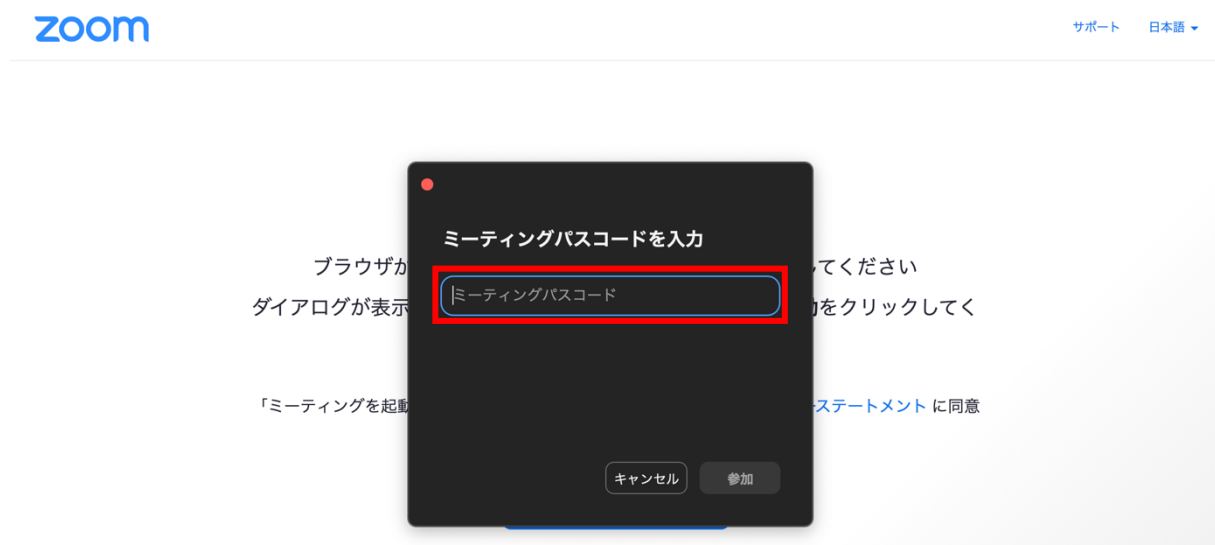 zoom
サポート 日本語
ミーティングパスコードを入力
ブラウザが
てください
ミーティングパスコード
ダイアログが表示
をクリックしてく
「ミーティングを起動
ステートメント に同意
キャンセル 参加